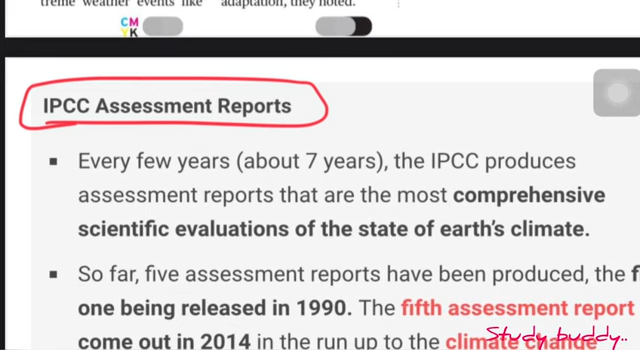 treme weather events like adaptation, they noted.
CM
YK
IPCC Assessment Reports
▪ Every few years (about 7 years), the IPCC produces
assessment reports that are the most comprehensive
scientific evaluations of the state of earth's climate.
▪ So far, five assessment reports have been produced, the f
one being released in 1990. The fifth assessment report
come out in 2014 in the run up to the climate change
Study buddy..